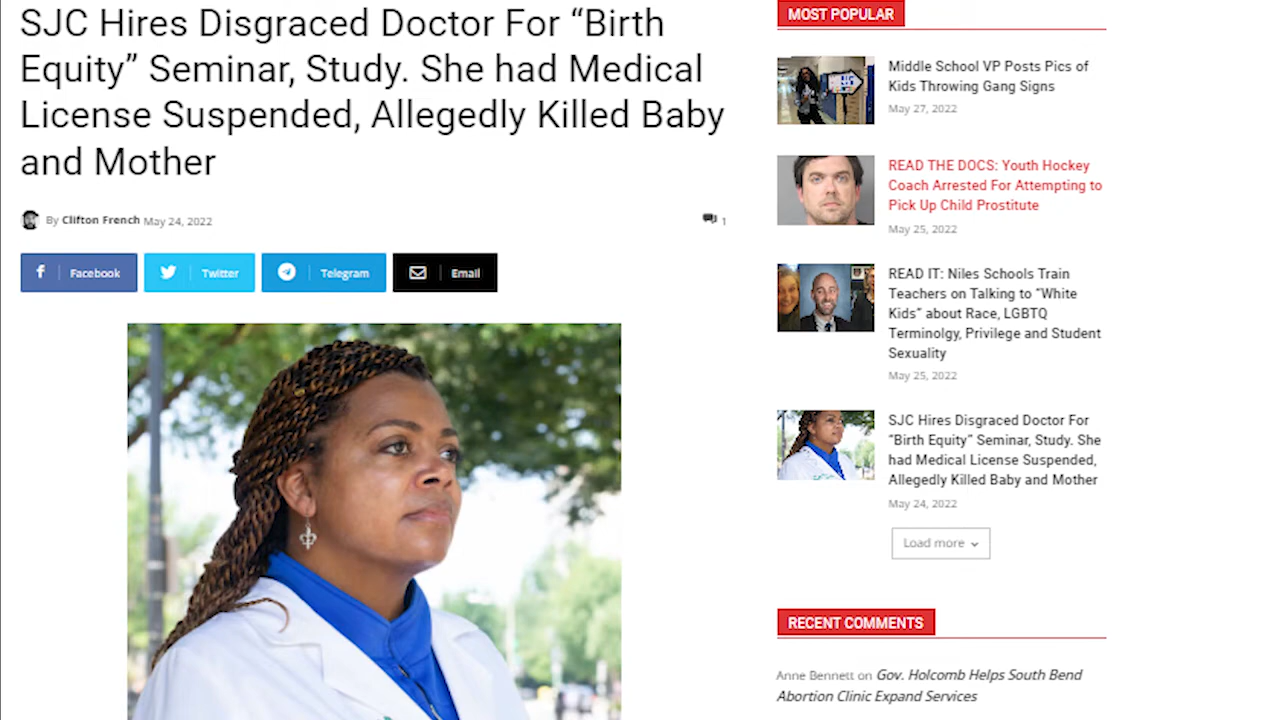 SJC Hires Disgraced Doctor For “Birth
Equity” Seminar, Study. She had Medical
License Suspended, Allegedly Killed Baby
and Mother
By Clifton French May 24, 2022
1
Facebook
Twitter
Telegram
Email
MOST POPULAR
Middle School VP Posts Pics of
Kids Throwing Gang Signs
May 27, 2022
READ THE DOCS: Youth Hockey
Coach Arrested For Attempting to
Pick Up Child Prostitute
May 25, 2022
READ IT: Niles Schools Train
Teachers on Talking to “White
Kids” about Race, LGBTQ
Terminolgy, Privilege and Student
Sexuality
May 25, 2022
SJC Hires Disgraced Doctor For
“Birth Equity” Seminar, Study. She
had Medical License Suspended,
Allegedly Killed Baby and Mother
May 24, 2022
Load more
RECENT COMMENTS
Anne Bennett on Gov. Holcomb Helps South Bend
Abortion Clinic Expand Services